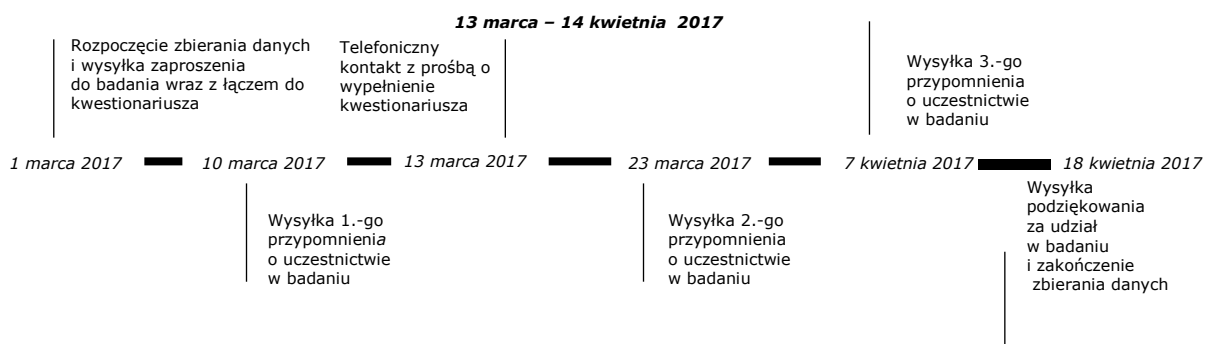 13 marca – 14 kwietnia 2017
Rozpoczęcie zbierania danych
i wysyłka zaproszenia
do badania wraz z łączem do
kwestionariusza
Telefoniczny
kontakt z prośbą o
wypełnienie
kwestionariusza
Wysyłka 3.-go
przypomnienia
o uczestnictwie
w badaniu
1 marca 2017
10 marca 2017
13 marca 2017
23 marca 2017
7 kwietnia 2017
18 kwietnia 2017
Wysyłka 1.-go
przypomnienia
o uczestnictwie
w badaniu
Wysyłka 2.-go
przypomnienia
o uczestnictwie
w badaniu
Wysyłka
podziękowania
za udział
w badaniu
i zakończenie
zbierania danych